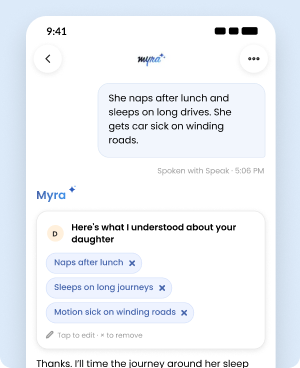 9:41
myra
She naps after lunch and
sleeps on long drives. She
gets car sick on winding
roads.
Spoken with Speak · 5:06 PM
Myra
D
Here's what I understood about your
daughter
Naps after lunch ×
Sleeps on long journeys ×
Motion sick on winding roads ×
Tap to edit · × to remove
Thanks. I'll time the journey around her sleep